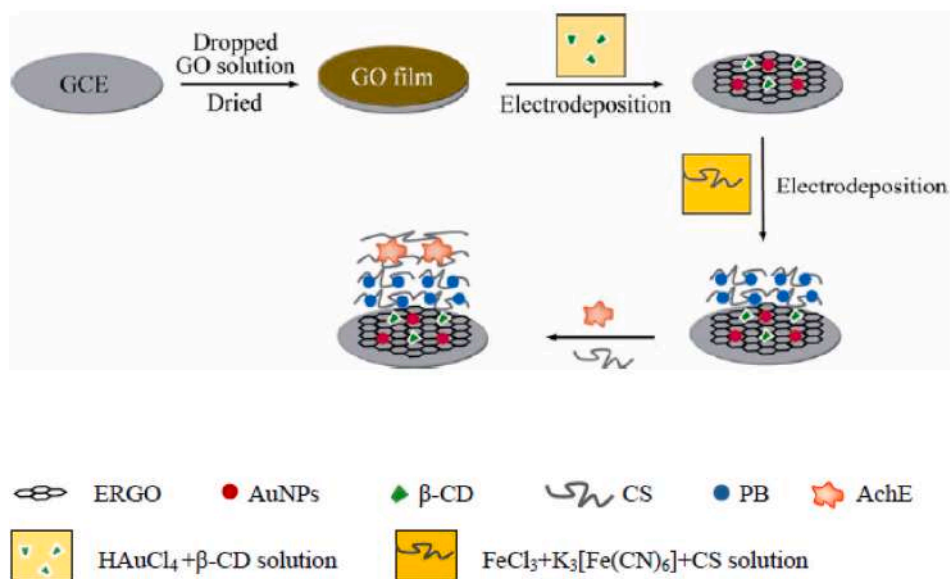 GCE
Dropped
GO solution
Dried
GO film
Electrodeposition
Electrodeposition
ERGO
AuNPs
β-CD
CS
PB
AchE
HAuCl₄+β-CD solution
FeCl₃+K₃[Fe(CN)₆]+CS solution